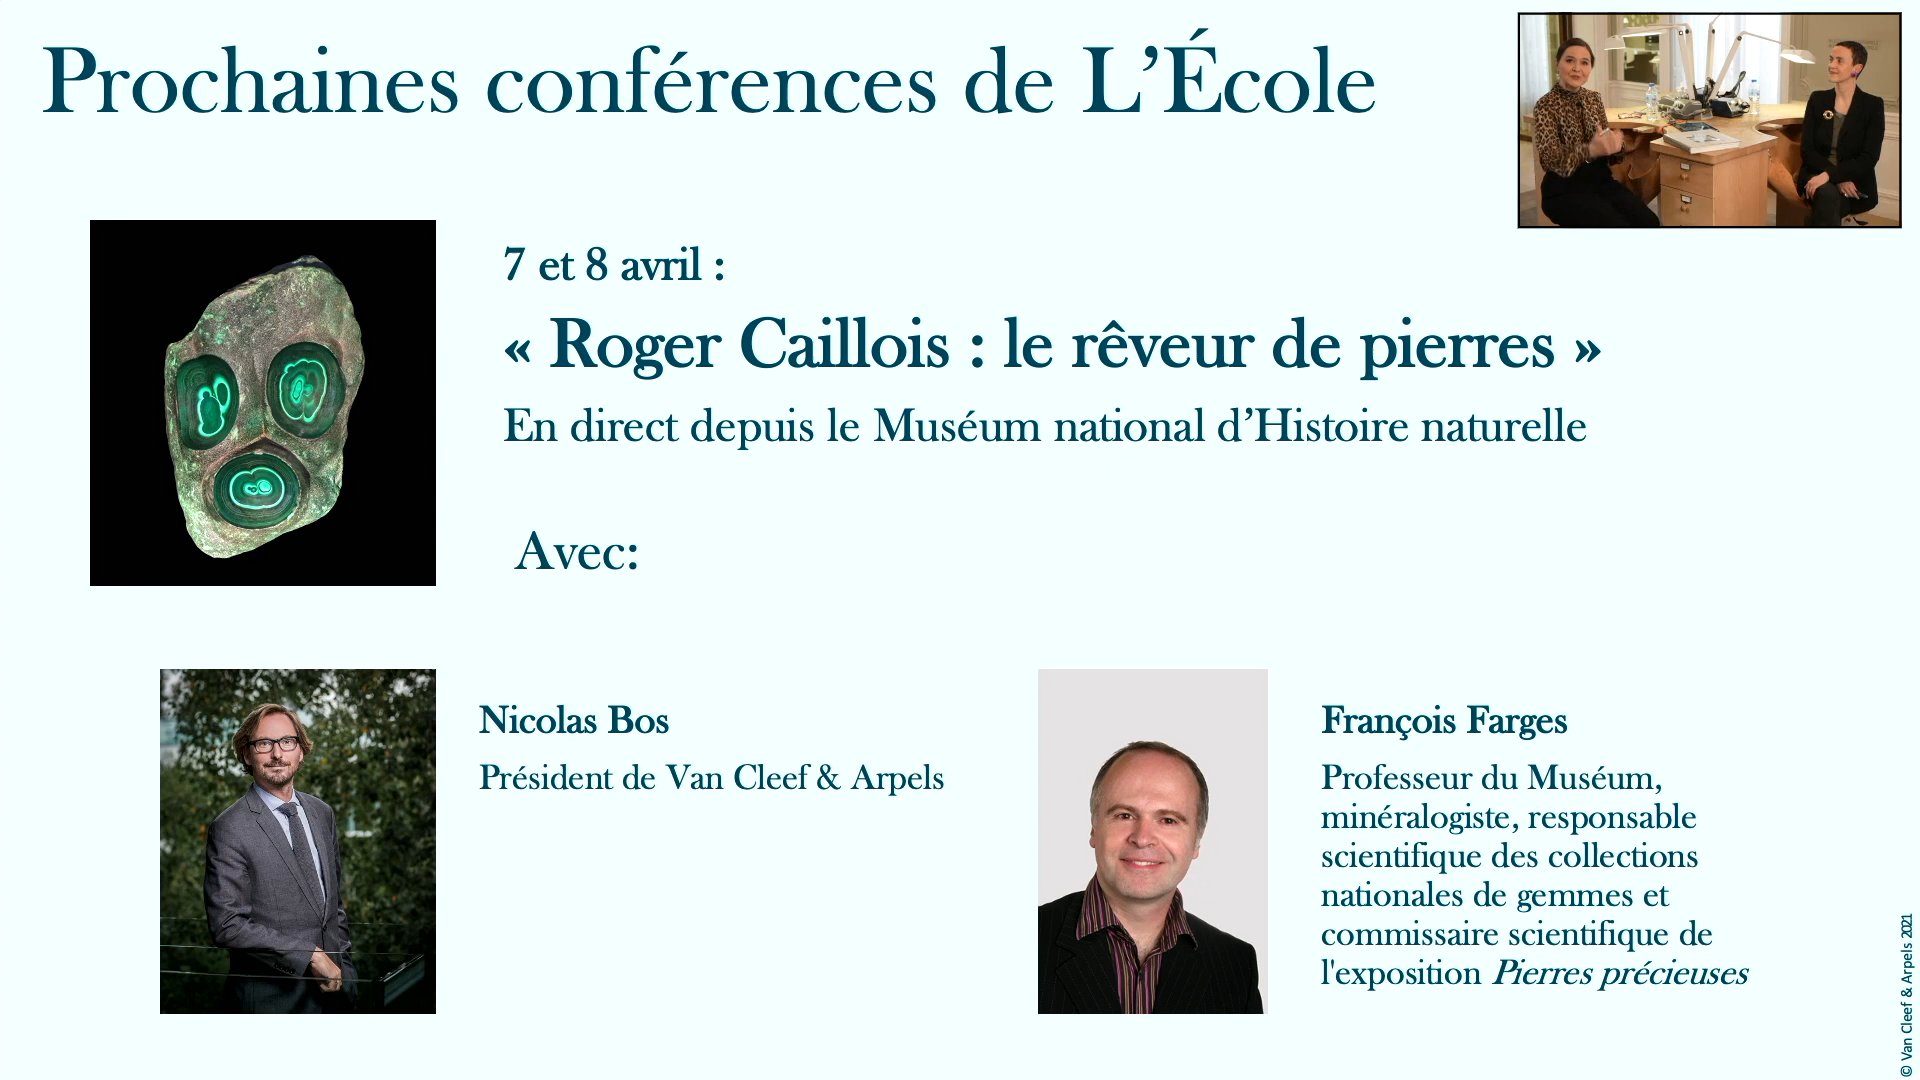 Prochaines conférences de L’École
7 et 8 avril :
« Roger Caillois : le rêveur de pierres »
En direct depuis le Muséum national d’Histoire naturelle
Avec:
Nicolas Bos
Président de Van Cleef & Arpels
François Farges
Professeur du Muséum,
minéralogiste, responsable
scientifique des collections
nationales de gemmes et
commissaire scientifique de
l'exposition Pierres précieuses
© Van Cleef & Arpels 2021